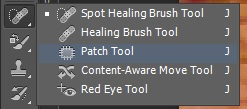 Spot Healing Brush Tool J
Healing Brush Tool J
Patch Tool J
Content-Aware Move Tool J
Red Eye Tool J